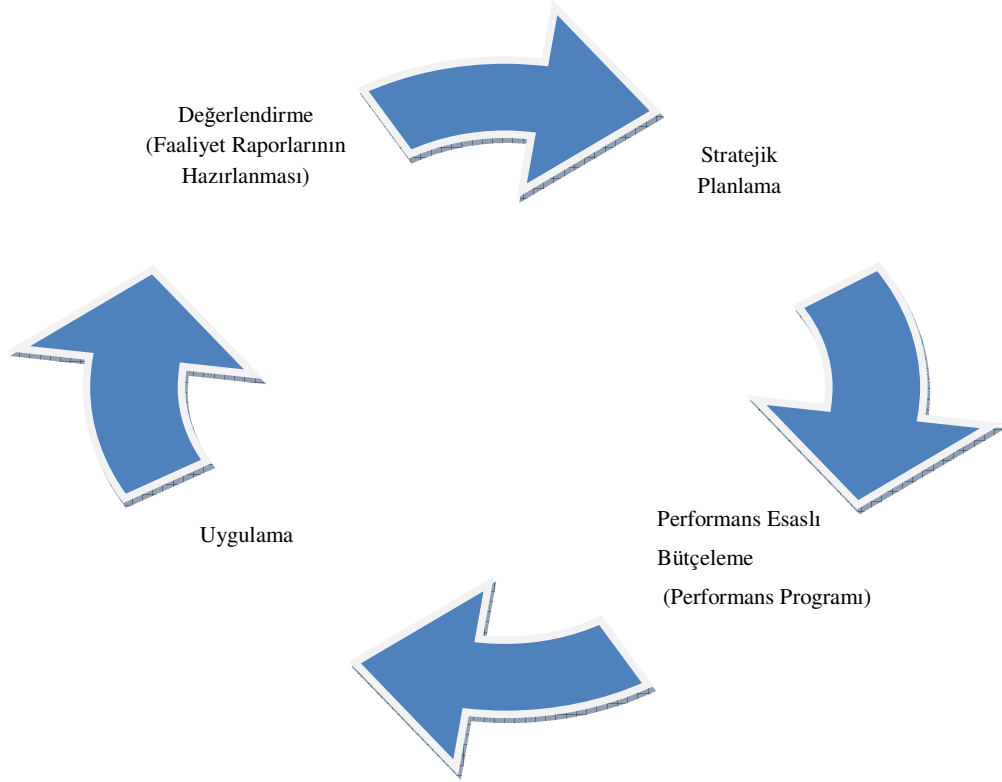 Değerlendirme
(Faaliyet Raporlarının
Hazırlanması)
Stratejik
Planlama
Performans Esaslı
Bütçeleme
(Performans Programı)
Uygulama